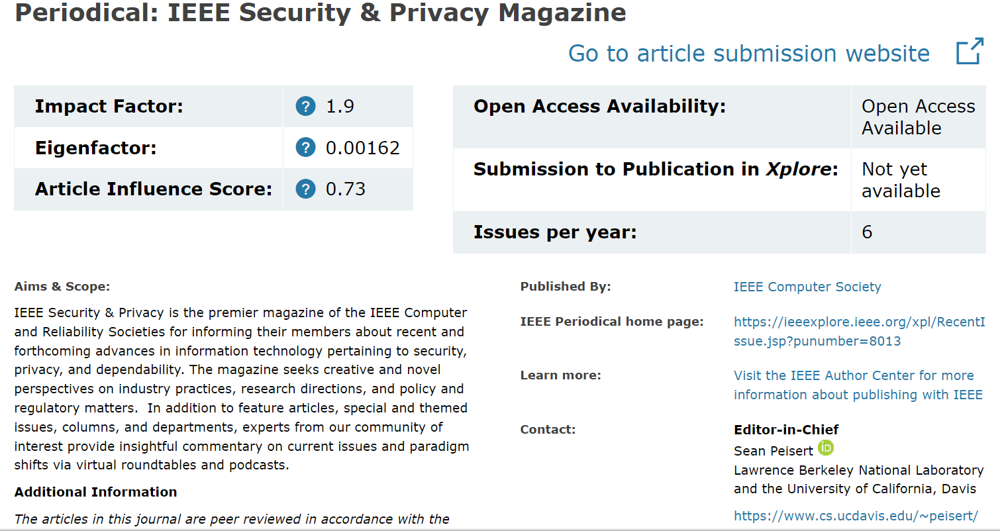 Periodical: IEEE Security & Privacy Magazine
Go to article submission website
Impact Factor: ? 1.9
Eigenfactor: ? 0.00162
Article Influence Score: ? 0.73
Open Access Availability: Open Access
Available
Submission to Publication in Xplore: Not yet
available
Issues per year: 6
Aims & Scope:
IEEE Security & Privacy is the premier magazine of the IEEE Computer
and Reliability Societies for informing their members about recent and
forthcoming advances in information technology pertaining to security,
privacy, and dependability. The magazine seeks creative and novel
perspectives on industry practices, research directions, and policy and
regulatory matters.  In addition to feature articles, special and themed
issues, columns, and departments, experts from our community of
interest provide insightful commentary on current issues and paradigm
shifts via virtual roundtables and podcasts.
Additional Information
The articles in this journal are peer reviewed in accordance with the
Published By: IEEE Computer Society
IEEE Periodical home page: https://ieeexplore.ieee.org/xpl/RecentI
ssue.jsp?punumber=8013
Learn more: Visit the IEEE Author Center for more
information about publishing with IEEE
Contact: Editor-in-Chief
Sean Peisert iD
Lawrence Berkeley National Laboratory
and the University of California, Davis
https://www.cs.ucdavis.edu/~peisert/